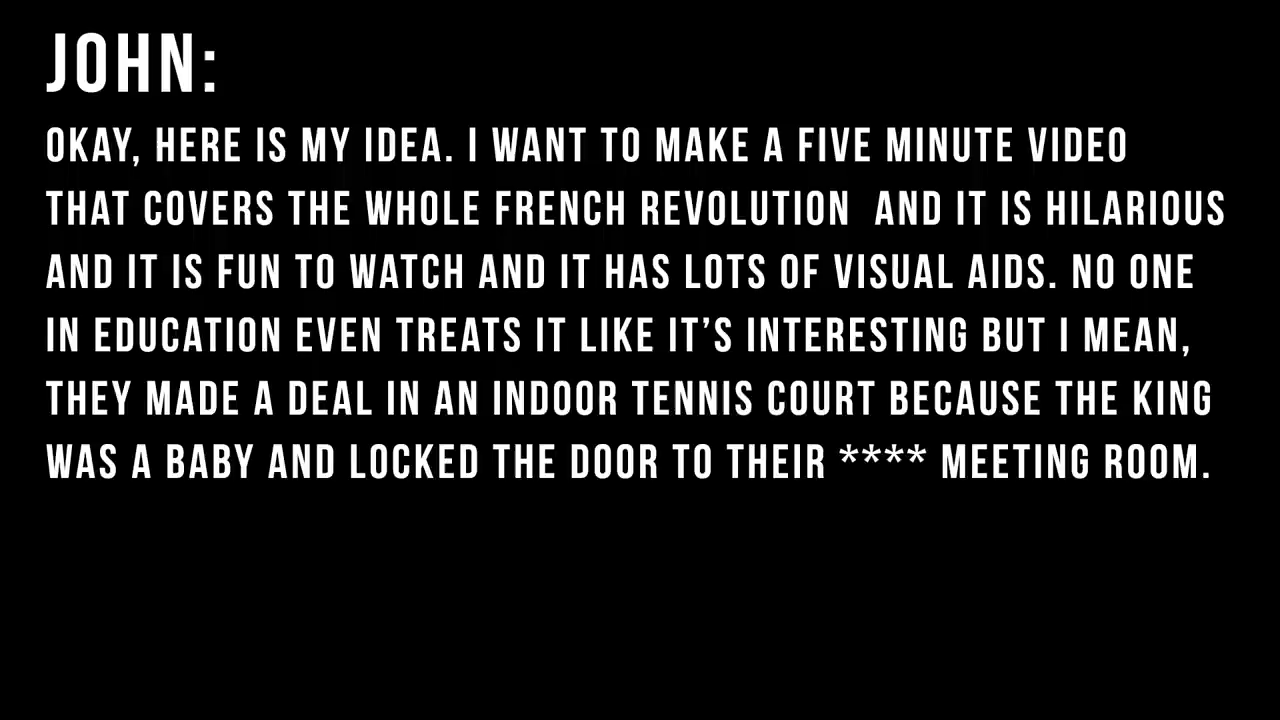 JOHN:
OKAY, HERE IS MY IDEA. I WANT TO MAKE A FIVE MINUTE VIDEO
THAT COVERS THE WHOLE FRENCH REVOLUTION  AND IT IS HILARIOUS
AND IT IS FUN TO WATCH AND IT HAS LOTS OF VISUAL AIDS. NO ONE
IN EDUCATION EVEN TREATS IT LIKE IT’S INTERESTING BUT I MEAN,
THEY MADE A DEAL IN AN INDOOR TENNIS COURT BECAUSE THE KING
WAS A BABY AND LOCKED THE DOOR TO THEIR **** MEETING ROOM.